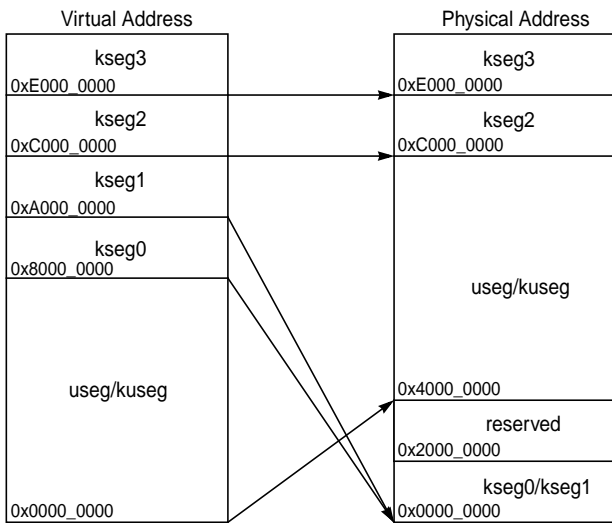 Virtual Address
kseg3
0xE000_0000
kseg2
0xC000_0000
kseg1
0xA000_0000
kseg0
0x8000_0000
useg/kuseg
0x0000_0000
Physical Address
kseg3
0xE000_0000
kseg2
0xC000_0000
useg/kuseg
0x4000_0000
reserved
0x2000_0000
kseg0/kseg1
0x0000_0000